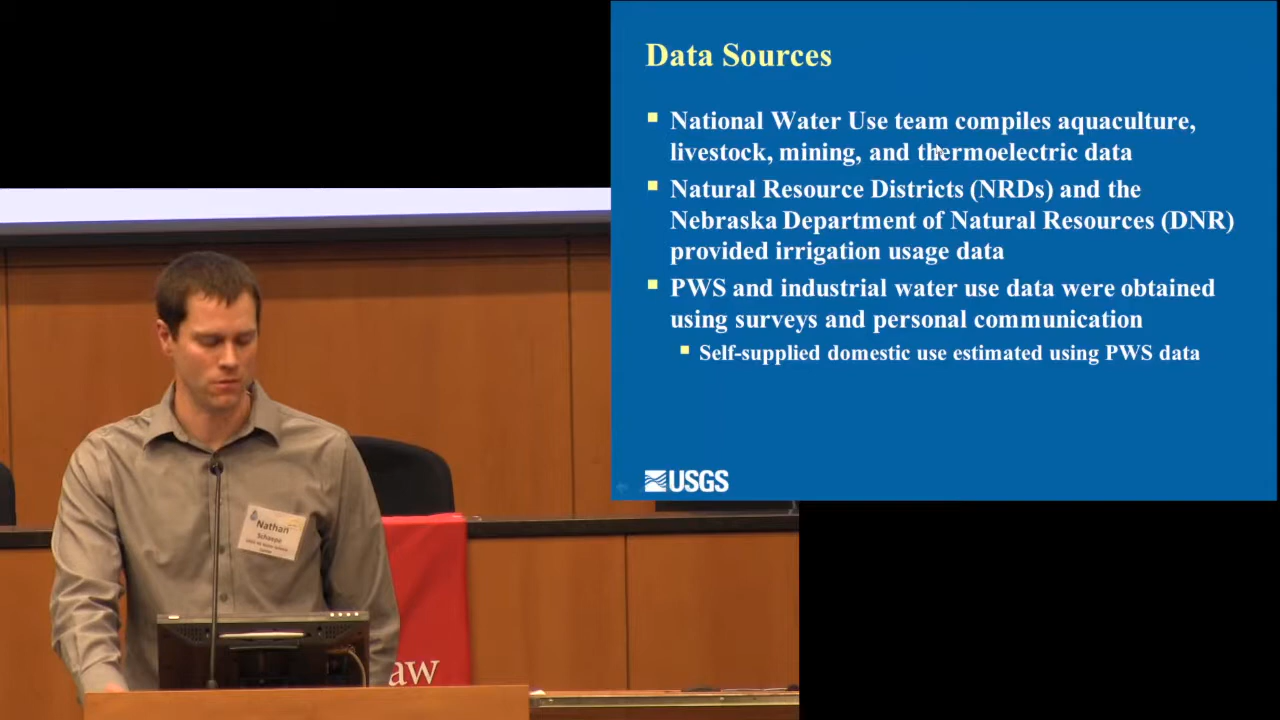 Data Sources
National Water Use team compiles aquaculture,
livestock, mining, and thermoelectric data
Natural Resource Districts (NRDs) and the
Nebraska Department of Natural Resources (DNR)
provided irrigation usage data
PWS and industrial water use data were obtained
using surveys and personal communication
Self-supplied domestic use estimated using PWS data
USGS
Nathan
Schaepe
aw